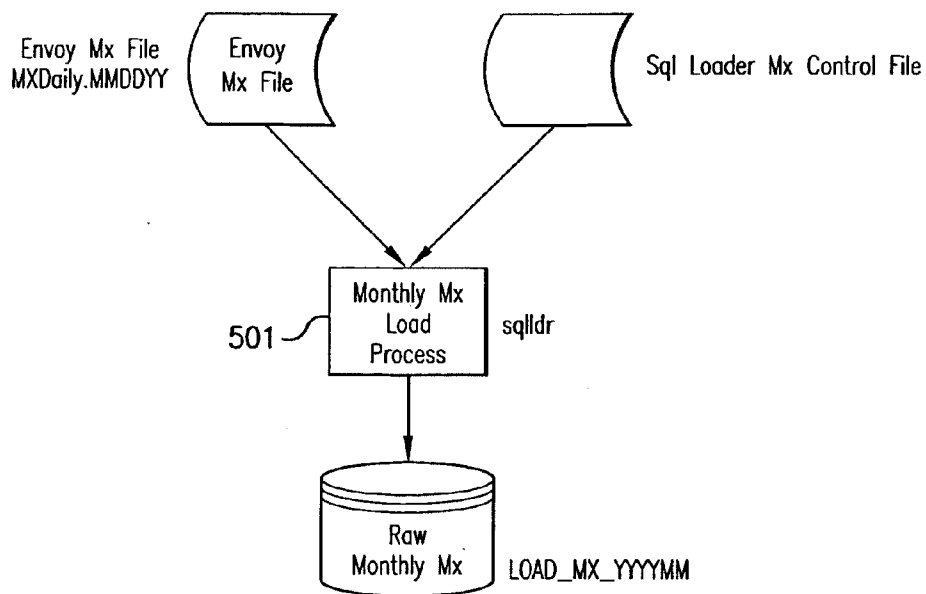 Envoy Mx File
MXDaily.MMDDYY
Envoy
Mx File
Sql Loader Mx Control File
501
Monthly Mx
Load
Process
sqlldr
Raw
Monthly Mx
LOAD_MX_YYYYMM